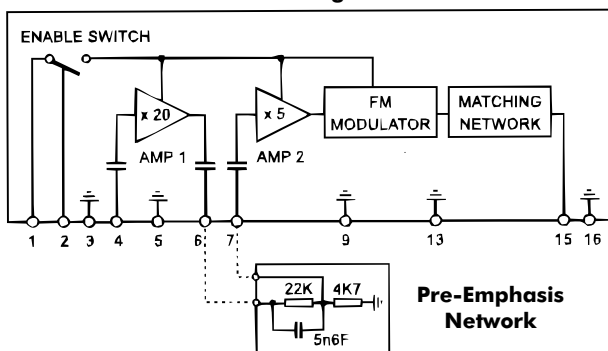 ENABLE SWITCH
x 20
x 5
FM
MODULATOR
MATCHING
NETWORK
AMP 1
AMP 2
1 2 3 4 5 6 7 9 13 15 16
22K 4K7
5n6F
Pre-Emphasis
Network